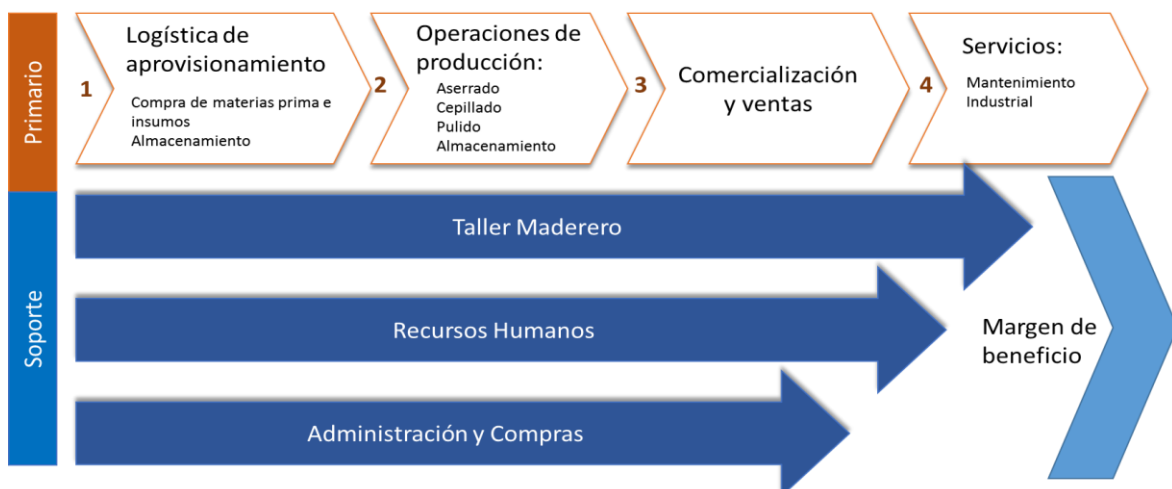 Primario
1
Logística de
aprovisionamiento
Compra de materias prima e
insumos
Almacenamiento
2
Operaciones de
producción:
Aserrado
Cepillado
Pulido
Almacenamiento
3
Comercialización
y ventas
4
Servicios:
Mantenimiento
Industrial
Soporte
Taller Maderero
Recursos Humanos
Administración y Compras
Margen de
beneficio